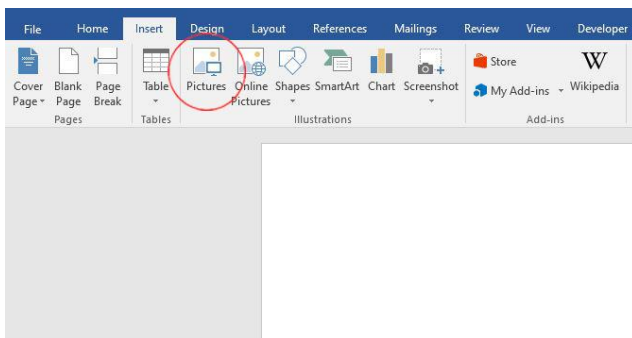 File Home Insert Design Layout References Mailings Review View Developer
Cover Blank Page Table Pictures Online Shapes SmartArt Chart Screenshot Store W Wikipedia
Page Page Break Pictures My Add-ins
Pages Tables Illustrations Add-ins